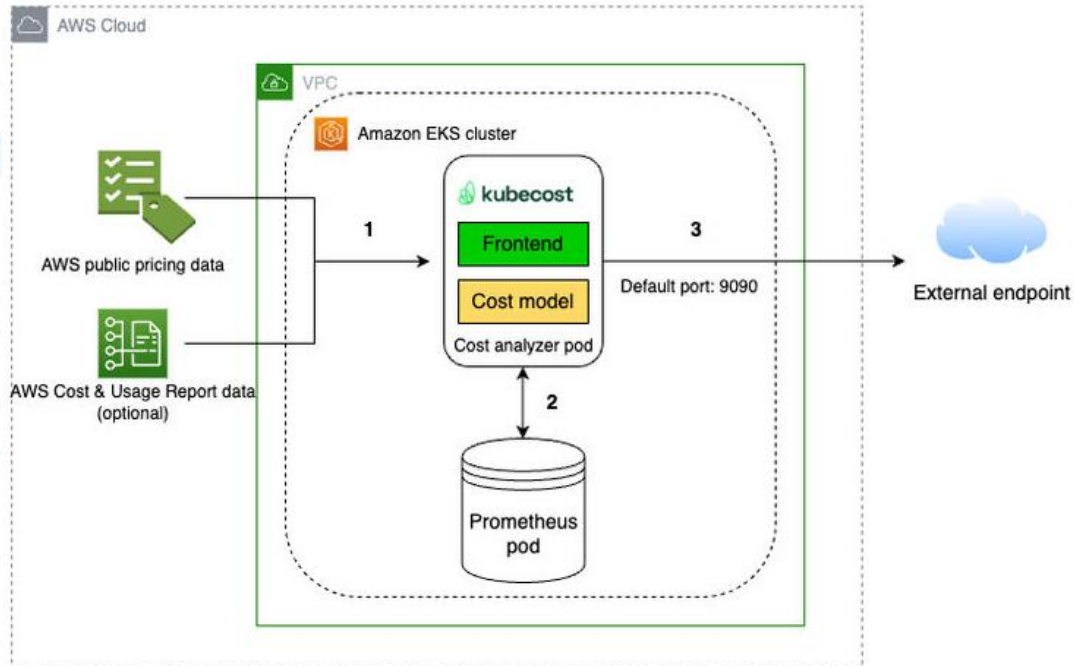 AWS Cloud
VPC
Amazon EKS cluster
kubecost
Frontend
Cost model
Cost analyzer pod
1
AWS public pricing data
AWS Cost & Usage Report data
(optional)
2
Prometheus
pod
3
Default port: 9090
External endpoint